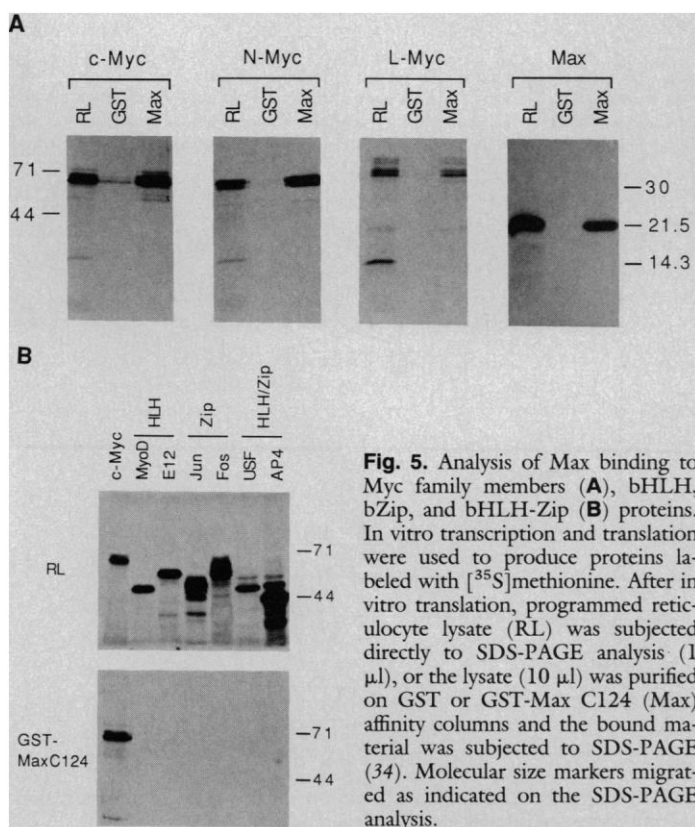 A
c-Myc N-Myc L-Myc Max
RL GST Max RL GST Max RL GST Max RL GST Max
71
44
30
21.5
14.3
B
HLH Zip HLH/Zip
c-Myc MyoD E12 Jun Fos USF AP4
RL
71
44
GST-
MaxC124
71
44
Fig. 5. Analysis of Max binding to
Myc family members (A), bHLH,
bZip, and bHLH-Zip (B) proteins.
In vitro transcription and translation
were used to produce proteins la-
beled with [35S]methionine. After in
vitro translation, programmed retic-
ulocyte lysate (RL) was subjected
directly to SDS-PAGE analysis (1
μl), or the lysate (10 μl) was purified
on GST or GST-Max C124 (Max)
affinity columns and the bound ma-
terial was subjected to SDS-PAGE
(34). Molecular size markers migrat-
ed as indicated on the SDS-PAGE
analysis.